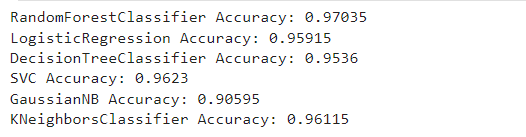 RandomForestClassifier Accuracy: 0.97035
LogisticRegression Accuracy: 0.95915
DecisionTreeClassifier Accuracy: 0.9536
SVC Accuracy: 0.9623
GaussianNB Accuracy: 0.90595
KNeighborsClassifier Accuracy: 0.96115